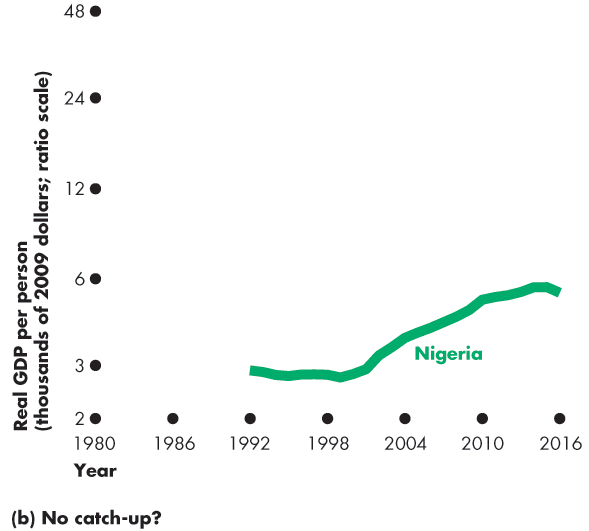 48
24
12
6
3
2
Real GDP per person
(thousands of 2009 dollars; ratio scale)
Nigeria
1980 1986 1992 1998 2004 2010 2016
Year
(b) No catch-up?